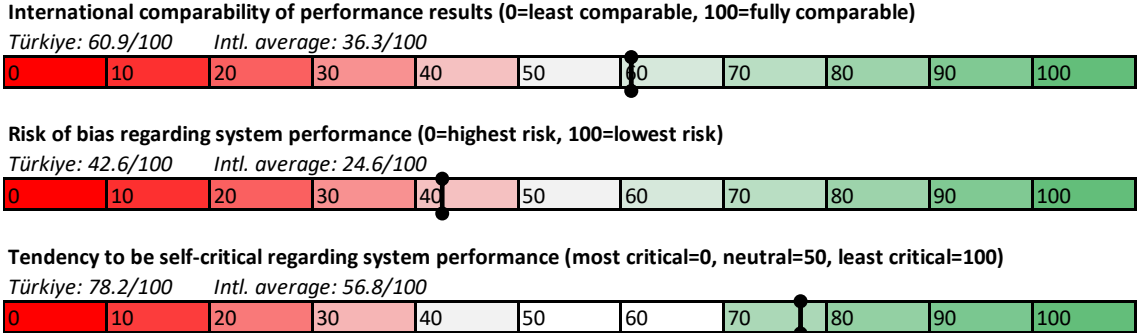 International comparability of performance results (0=least comparable, 100=fully comparable)
Türkiye: 60.9/100 Intl. average: 36.3/100
0 10 20 30 40 50 60 70 80 90 100
Risk of bias regarding system performance (0=highest risk, 100=lowest risk)
Türkiye: 42.6/100 Intl. average: 24.6/100
0 10 20 30 40 50 60 70 80 90 100
Tendency to be self-critical regarding system performance (most critical=0, neutral=50, least critical=100)
Türkiye: 78.2/100 Intl. average: 56.8/100
0 10 20 30 40 50 60 70 80 90 100